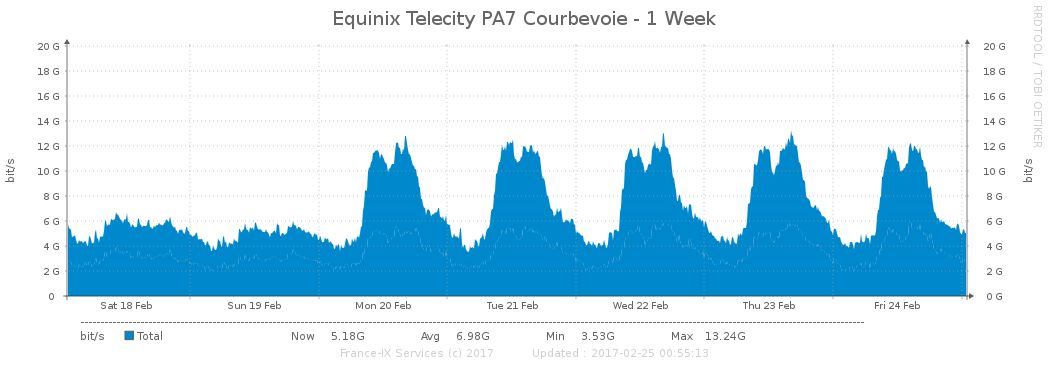 Equinix Telecity PA7 Courbevoie - 1 Week
RRDTOOL / TOBI OETIKER
bit/s
20 G
18 G
16 G
14 G
12 G
10 G
8 G
6 G
4 G
2 G
0
20 G
18 G
16 G
14 G
12 G
10 G
8 G
6 G
4 G
2 G
0 G
bit/s
Sat 18 Feb Sun 19 Feb Mon 20 Feb Tue 21 Feb Wed 22 Feb Thu 23 Feb Fri 24 Feb
bit/s Total Now 5.18G Avg 6.98G Min 3.53G Max 13.24G
France-IX Services (c) 2017 Updated : 2017-02-25 00:55:13